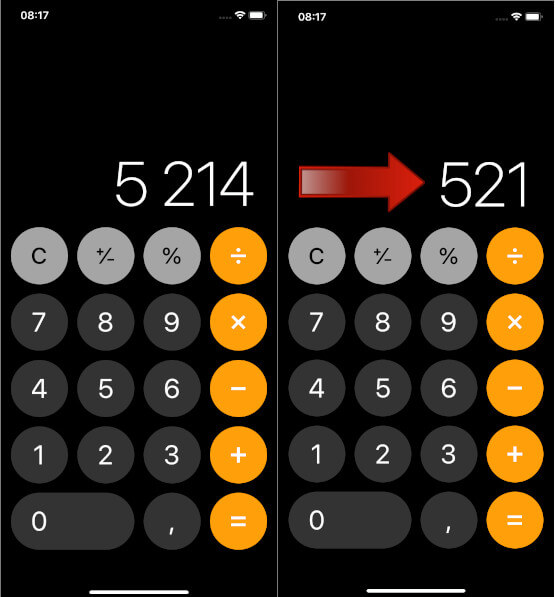 08:17
5 214
C +/- % ÷
7 8 9 ×
4 5 6 −
1 2 3 +
0 , =
08:17
521
C +/- % ÷
7 8 9 ×
4 5 6 −
1 2 3 +
0 , =